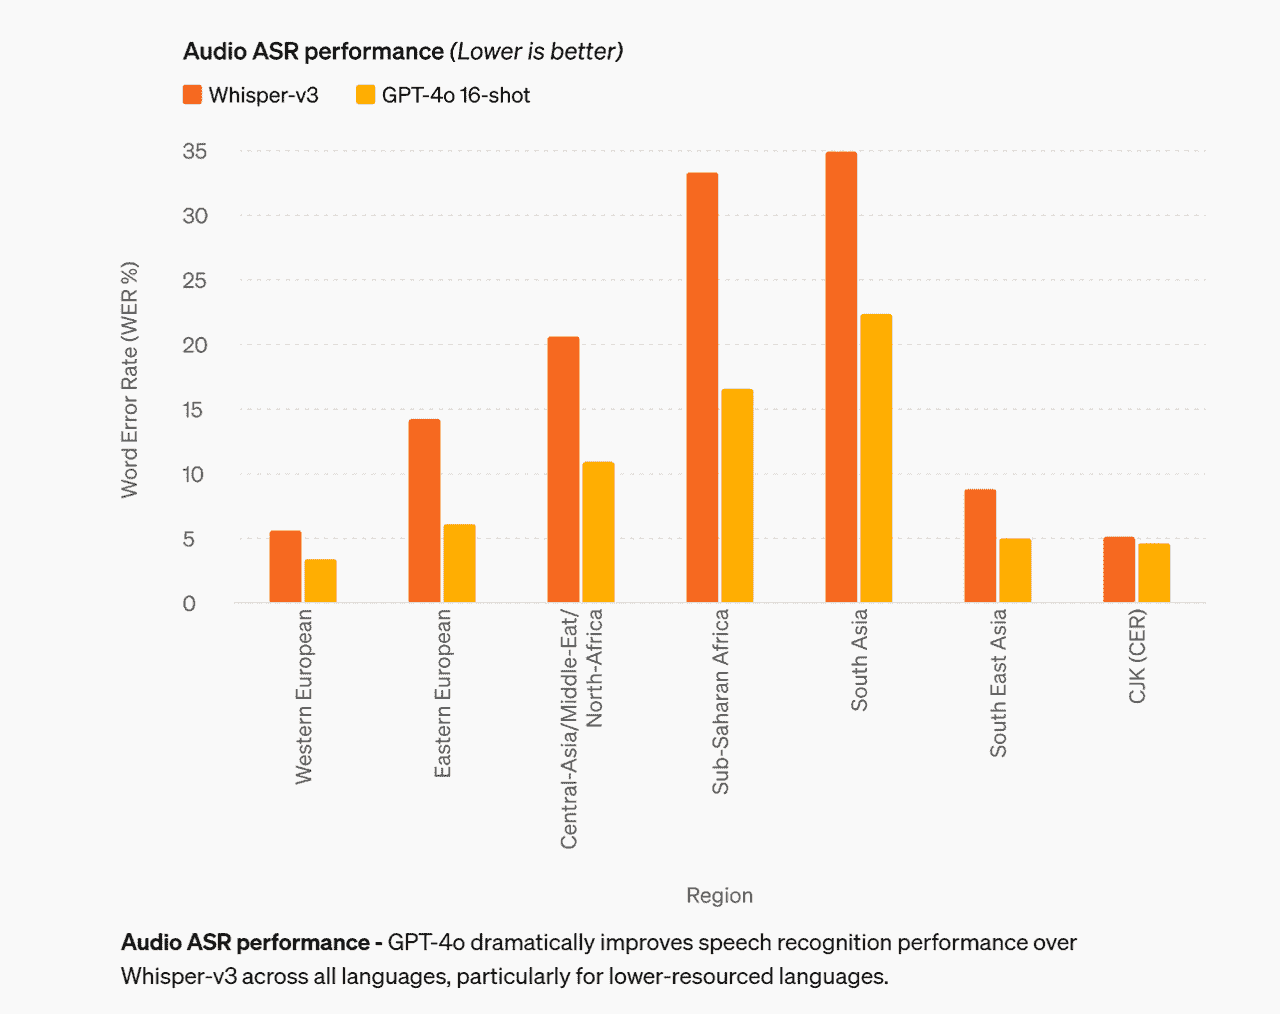 Audio ASR performance (Lower is better)
Whisper-v3
GPT-4o 16-shot
Word Error Rate (WER %)
35
30
25
20
15
10
5
0
Western European
Eastern European
Central-Asia/Middle-Eat/
North-Africa
Sub-Saharan Africa
South Asia
South East Asia
CJK (CER)
Region
Audio ASR performance - GPT-4o dramatically improves speech recognition performance over
Whisper-v3 across all languages, particularly for lower-resourced languages.